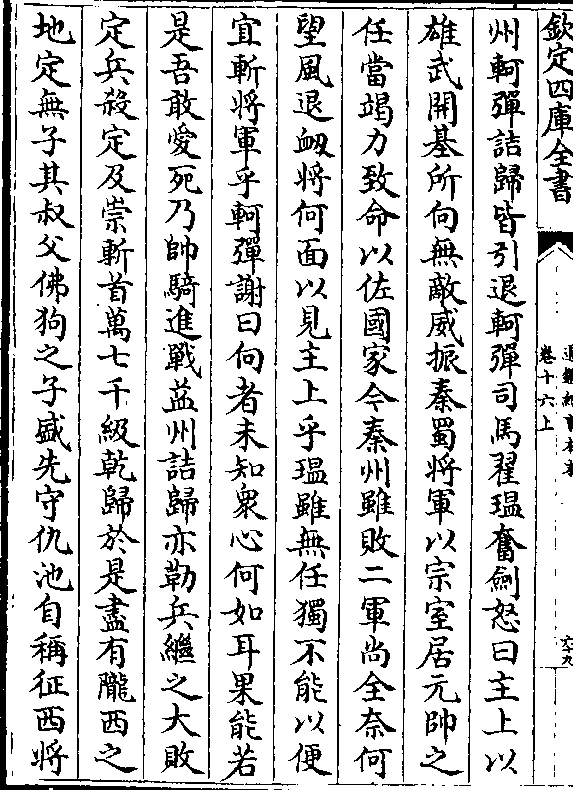 欽定四庫全書
通鑑紀事本末
卷十六上
六十九
州軻彈詰歸皆引退軻彈司馬翟瑥奮劍怒曰主上以
雄武開基所向無敵威振秦蜀將軍以宗室居元帥之
任當竭力致命以佐國家今秦州雖敗二軍尚全奈何
望風退衂將何面以見主上乎瑥雖無任獨不能以便
宜斬將軍乎軻彈謝曰向者未知衆心何如耳果能若
是吾敢愛死乃帥騎進戰益州詰歸亦勒兵繼之大敗
定兵殺定及崇斬首萬七千級乾歸於是盡有隴西之
地定無子其叔父佛狗之子盛先守仇池自稱征西將